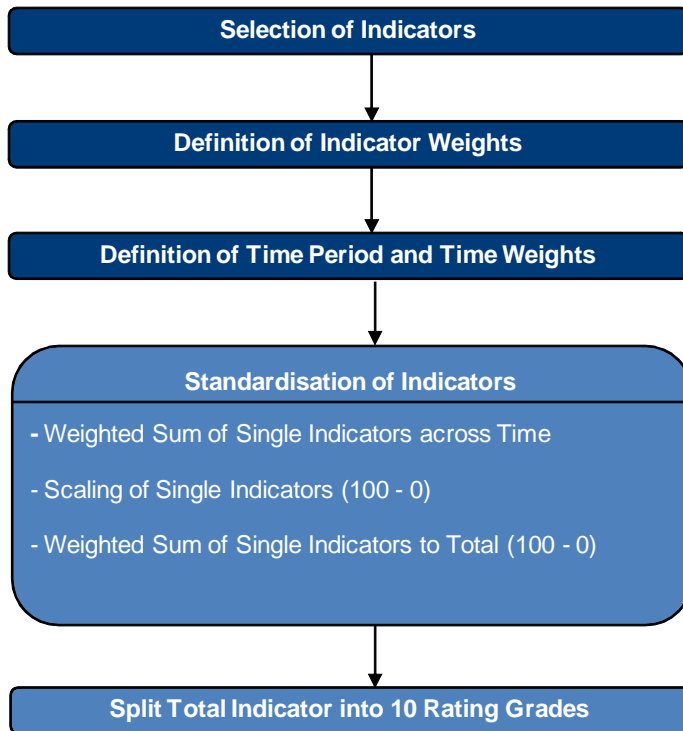 Selection of Indicators
Definition of Indicator Weights
Definition of Time Period and Time Weights
Standardisation of Indicators
- Weighted Sum of Single Indicators across Time
- Scaling of Single Indicators (100 - 0)
- Weighted Sum of Single Indicators to Total (100 - 0)
Split Total Indicator into 10 Rating Grades